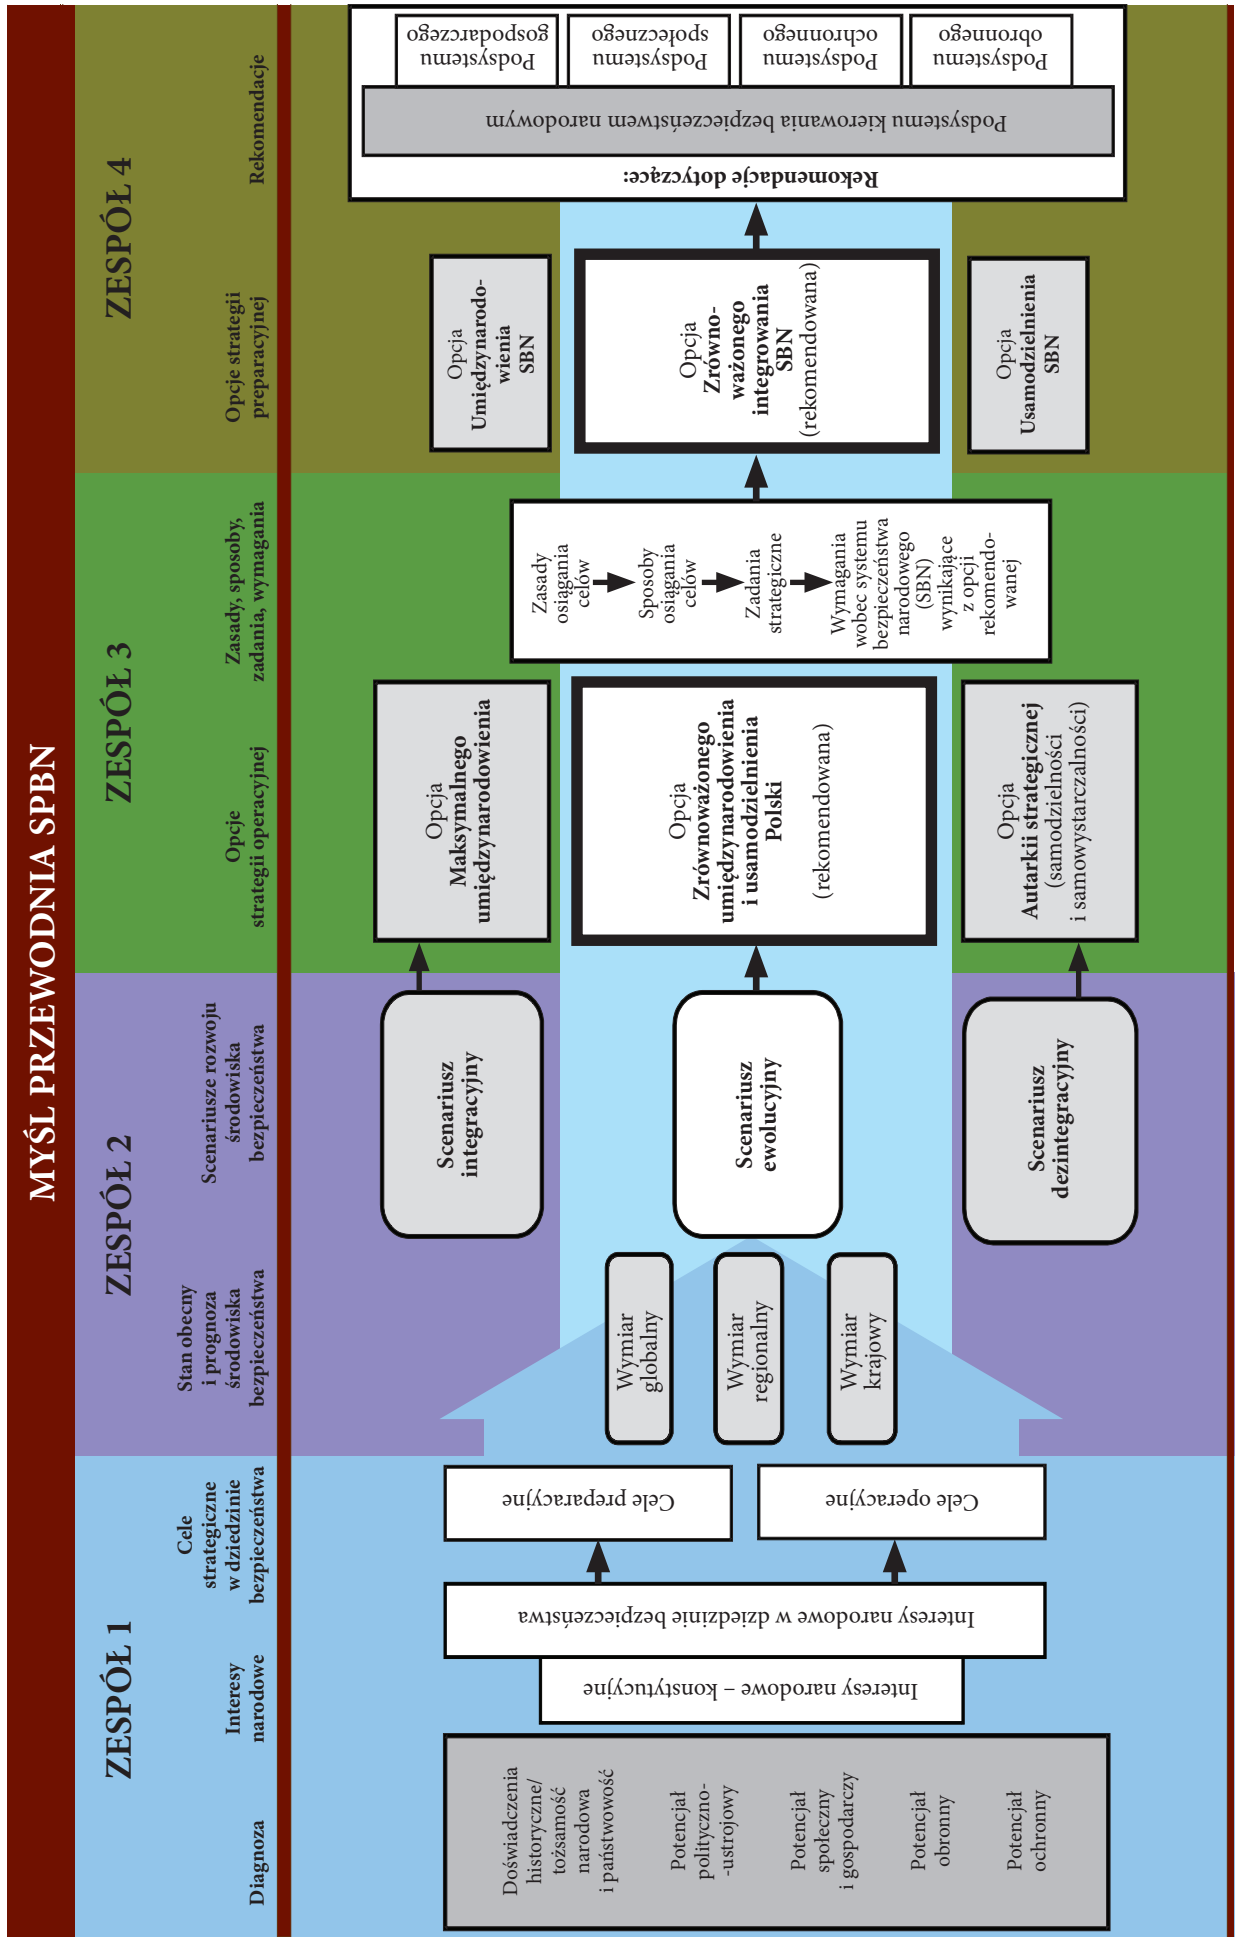 MYŚL PRZEWODNIA SPBN
ZESPÓŁ 1
ZESPÓŁ 2
ZESPÓŁ 3
ZESPÓŁ 4
Diagnoza
Interesy
narodowe
Cele
strategiczne
w dziedzinie
bezpieczeństwa
Stan obecny
i prognoza
środowiska
bezpieczeństwa
Scenariusze rozwoju
środowiska
bezpieczeństwa
Opcje
strategii operacyjnej
Zasady, sposoby,
zadania, wymagania
Opcje strategii
preparacyjnej
Rekomendacje
Doświadczenia
historyczne/
tożsamość
narodowa
i państwowość
Potencjał
polityczno-
-ustrojowy
Potencjał
społeczny
i gospodarczy
Potencjał
obronny
Potencjał
ochronny
Interesy narodowe – konstytucyjne
Interesy narodowe w dziedzinie bezpieczeństwa
Cele preparacyjne
Cele operacyjne
Wymiar
globalny
Wymiar
regionalny
Wymiar
krajowy
Scenariusz
integracyjny
Scenariusz
ewolucyjny
Scenariusz
dezintegracyjny
Opcja
Maksymalnego
umiędzynarodowienia
Opcja
Zrównoważonego
umiędzynarodowienia
i usamodzielnienia
Polski
(rekomendowana)
Opcja
Autarkii strategicznej
(samodzielności
i samowystarczalności)
Zasady
osiągania
celów
Sposoby
osiągania
celów
Zadania
strategiczne
Wymagania
wobec systemu
bezpieczeństwa
narodowego
(SBN)
wynikające
z opcji
rekomendo-
wanej
Opcja
Umiędzynarodo-
wienia
SBN
Opcja
Zrówno-
ważonego
integrowania
SBN
(rekomendowana)
Opcja
Usamodzielnienia
SBN
Rekomendacje dotyczące:
Podsystemu kierowania bezpieczeństwem narodowym
Podsystemu
gospodarczego
Podsystemu
społecznego
Podsystemu
ochronnego
Podsystemu
obronnego